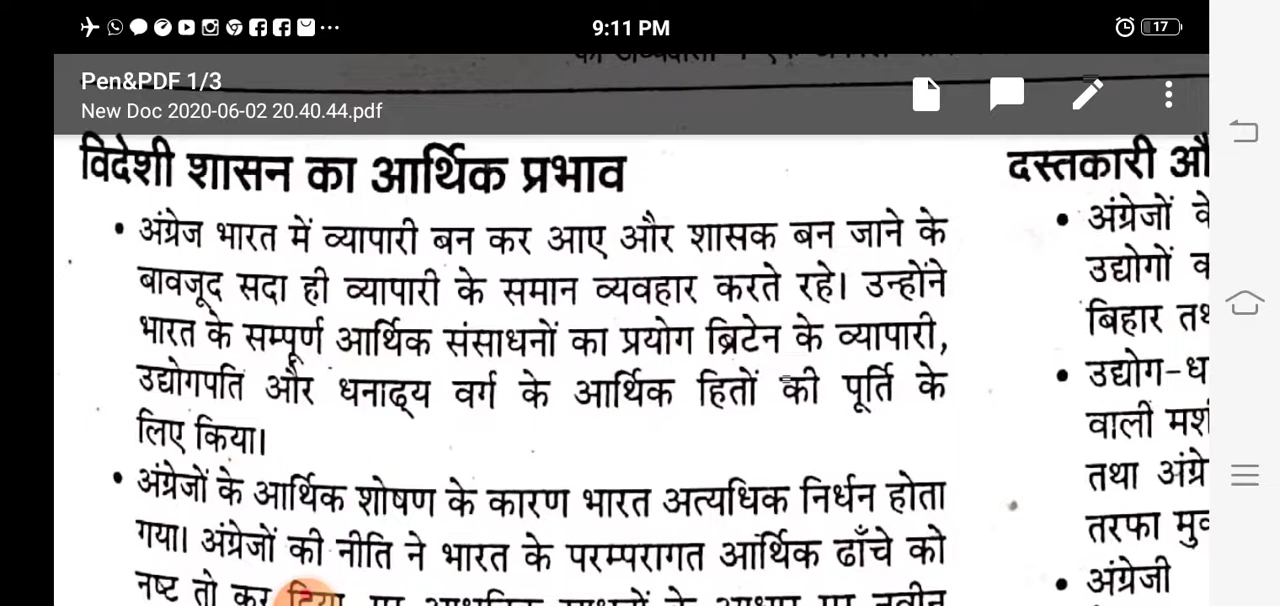 9:11 PM
17
Pen&PDF 1/3
New Doc 2020-06-02 20.40.44.pdf
विदेशी शासन का आर्थिक प्रभाव
• अंग्रेज भारत में व्यापारी बन कर आए और शासक बन जाने के
बावजूद सदा ही व्यापारी के समान व्यवहार करते रहे। उन्होंने
भारत के सम्पूर्ण आर्थिक संसाधनों का प्रयोग ब्रिटेन के व्यापारी,
उद्योगपति और धनाढ्य वर्ग के आर्थिक हितों की पूर्ति के
लिए किया।
• अंग्रेजों के आर्थिक शोषण के कारण भारत अत्यधिक निर्धन होता
गया। अंग्रेजों की नीति ने भारत के परम्परागत आर्थिक ढाँचे को
नष्ट तो कर दिया
दस्तकारी
• अंग्रेजों
उद्योगों
बिहार
• उद्योग-
वाली
तथा
तरफा
• अंग्रेजी